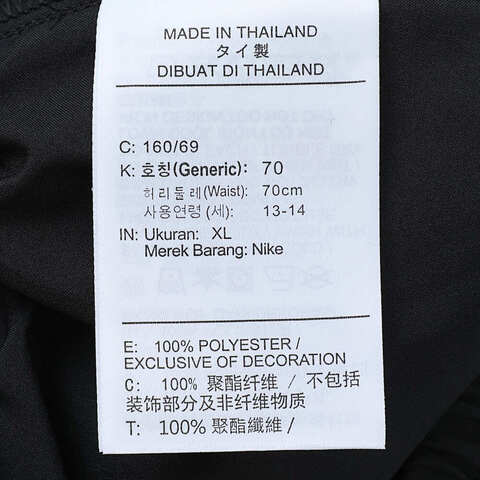 MADE IN THAILAND
タイ製
DIBUAT DI THAILAND
C: 160/69
K: 호칭(Generic): 70
허리둘레(Waist): 70cm
사용연령 (세): 13-14
IN: Ukuran: XL
Merek Barang: Nike
E: 100% POLYESTER/
EXCLUSIVE OF DECORATION
C: 100% 聚酯纤维 / 不包括
装饰部分及非纤维物质
T: 100% 聚酯纖維 /